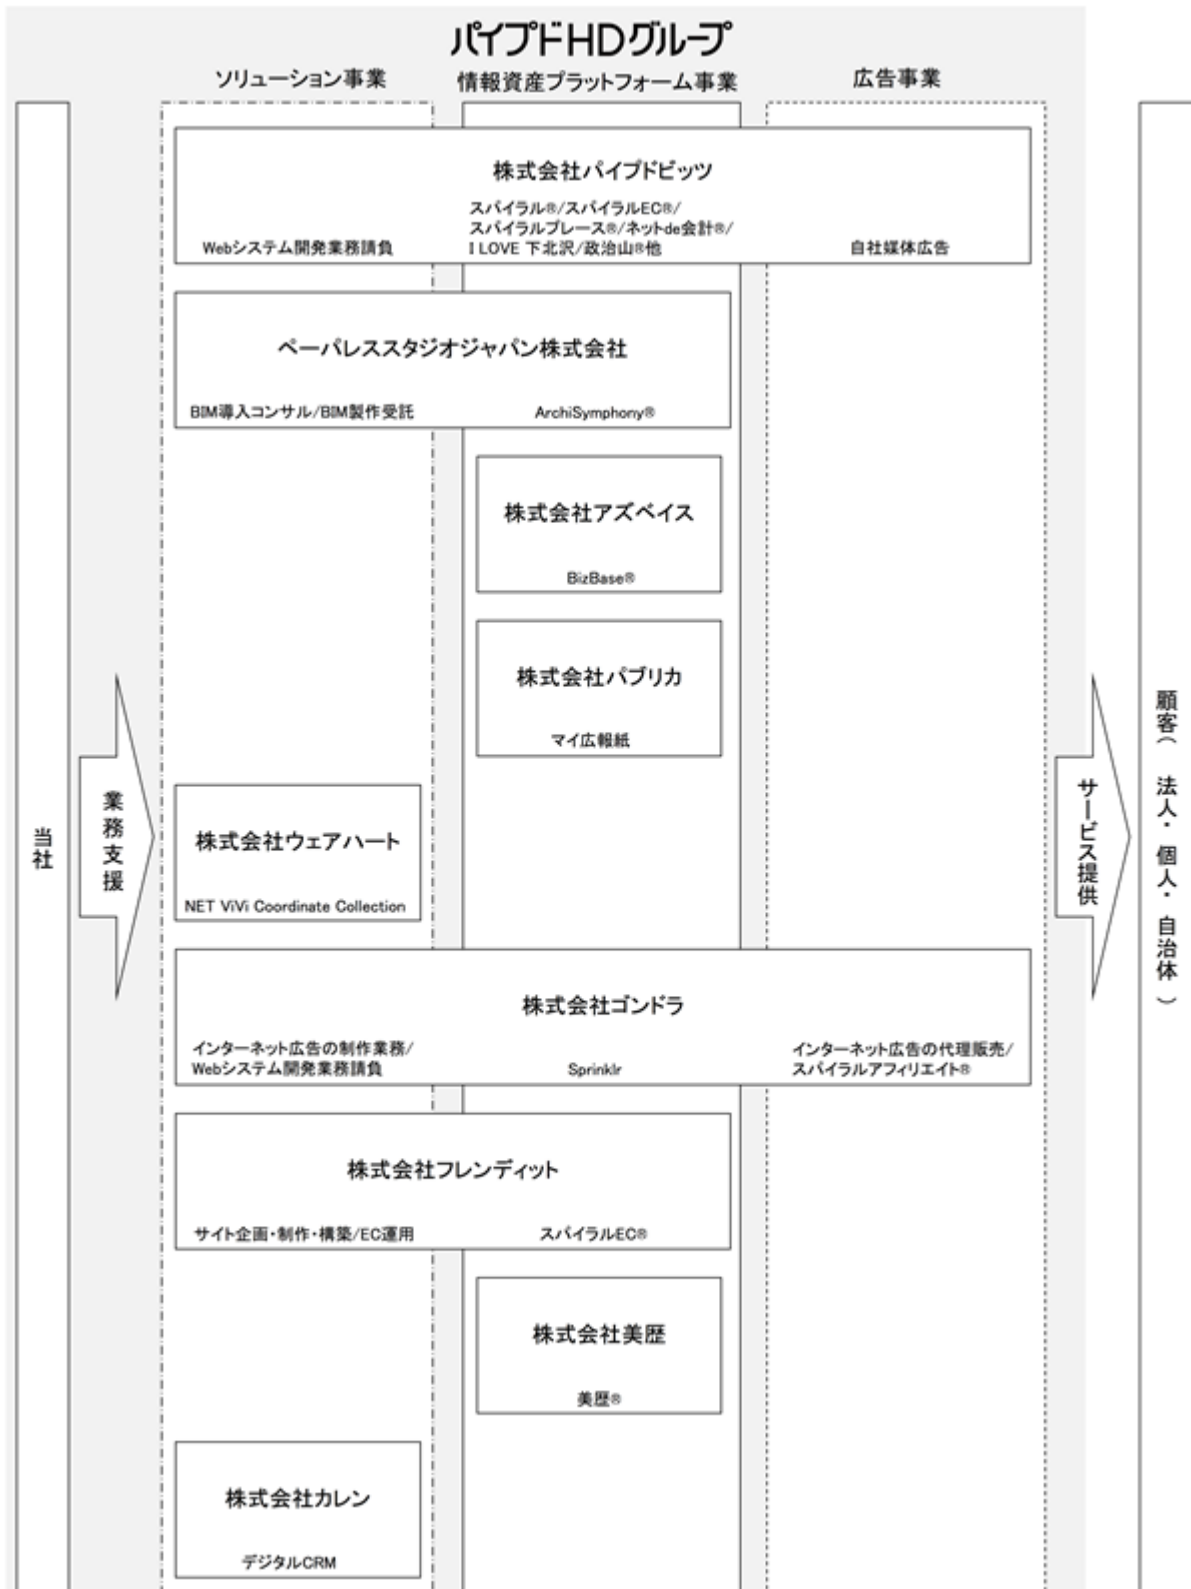 パイプドHDグループ
ソリューション事業
情報資産プラットフォーム事業
広告事業
当社
業務支援
株式会社パイプドビッツ
Webシステム開発業務請負
スパイラル®/スパイラルEC®/
スパイラルプレース®/ネットde会計®/
I LOVE 下北沢/政治山®他
自社媒体広告
ペーパレススタジオジャパン株式会社
BIM導入コンサル/BIM製作受託
ArchiSymphony®
株式会社アズベイス
BizBase®
株式会社パブリカ
マイ広報紙
株式会社ウェアハート
NET ViVi Coordinate Collection
株式会社ゴンドラ
インターネット広告の制作業務/
Webシステム開発業務請負
Sprinklr
インターネット広告の代理販売/
スパイラルアフィリエイト®
株式会社フレンディット
サイト企画・制作・構築/EC運用
スパイラルEC®
株式会社美歴
美歴®
株式会社カレン
デジタルCRM
サービス提供
顧客（法人・個人・自治体）